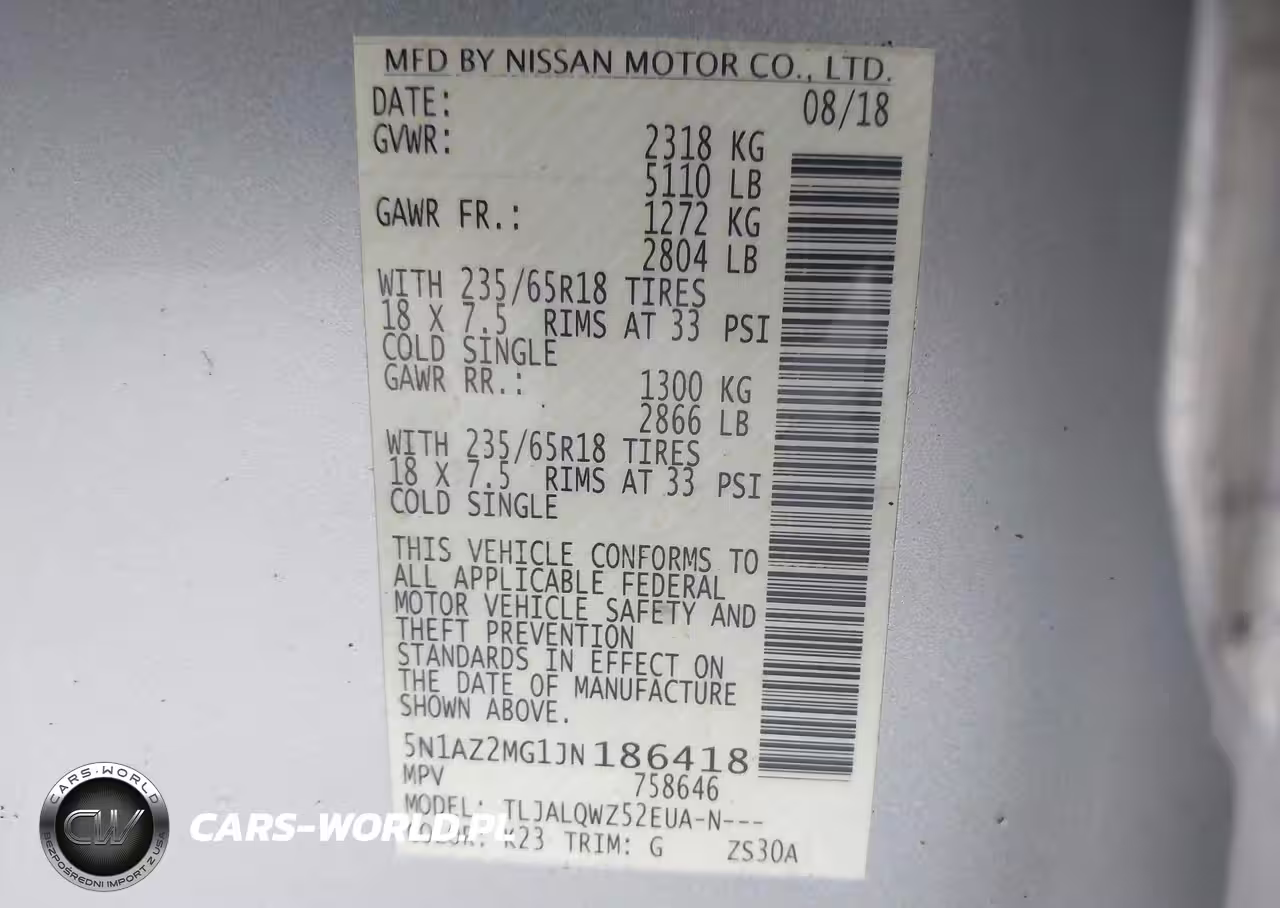 MFD BY NISSAN MOTOR CO., LTD.
DATE: 08/18
GVWR: 2318 KG
5110 LB
GAWR FR.: 1272 KG
2804 LB
WITH 235/65R18 TIRES
18 X 7.5 RIMS AT 33 PSI
COLD SINGLE
GAWR RR.: 1300 KG
2866 LB
WITH 235/65R18 TIRES
18 X 7.5 RIMS AT 33 PSI
COLD SINGLE
THIS VEHICLE CONFORMS TO
ALL APPLICABLE FEDERAL
MOTOR VEHICLE SAFETY AND
THEFT PREVENTION
STANDARDS IN EFFECT ON
THE DATE OF MANUFACTURE
SHOWN ABOVE.
5N1AZ2MG1JN186418
MPV 758646
MODEL: TLJALQWZ52EUA-N---
K23 TRIM: G ZS30A
CARS-WORLD
CW
BEZPOŚREDNI IMPORT Z USA
CARS-WORLD.PL